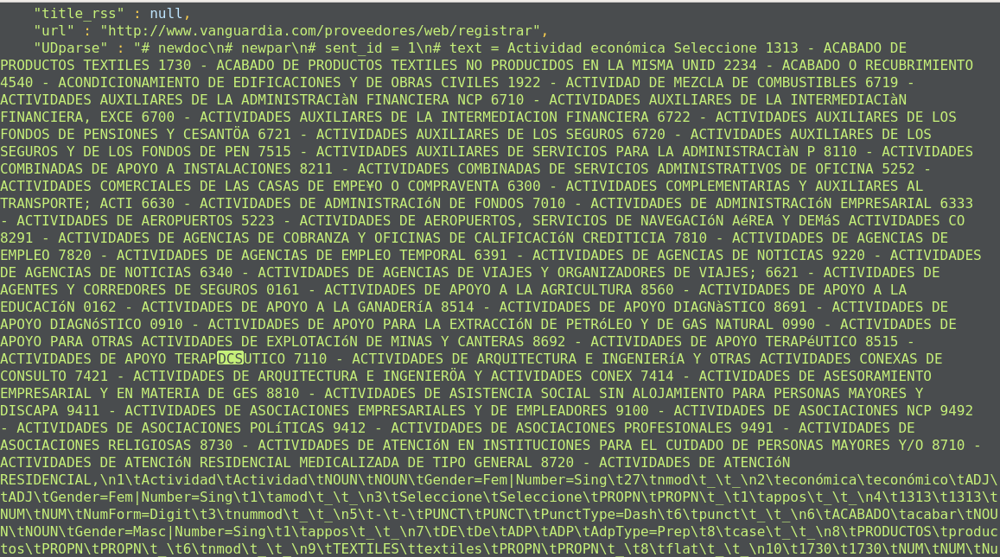 "title_rss" : null,
"url" : "http://www.vanguardia.com/proveedores/web/registrar",
"UDparse" : "# newdoc\n# newpar\n# sent_id = 1\n# text = Actividad económica Seleccione 1313 - ACABADO DE
PRODUCTOS TEXTILES 1730 - ACABADO DE PRODUCTOS TEXTILES NO PRODUCIDOS EN LA MISMA UNID 2234 - ACABADO O RECUBRIMIENTO
4540 - ACONDICIONAMIENTO DE EDIFICACIONES Y DE OBRAS CIVILES 1922 - ACTIVIDAD DE MEZCLA DE COMBUSTIBLES 6719 -
ACTIVIDADES AUXILIARES DE LA ADMINISTRACIàN FINANCIERA NCP 6710 - ACTIVIDADES AUXILIARES DE LA INTERMEDIACIàN
FINANCIERA, EXCE 6700 - ACTIVIDADES AUXILIARES DE LA INTERMEDIACION FINANCIERA 6722 - ACTIVIDADES AUXILIARES DE LOS
FONDOS DE PENSIONES Y CESANTÖA 6721 - ACTIVIDADES AUXILIARES DE LOS SEGUROS 6720 - ACTIVIDADES AUXILIARES DE LOS
SEGUROS Y DE LOS FONDOS DE PEN 7515 - ACTIVIDADES AUXILIARES DE SERVICIOS PARA LA ADMINISTRACIàN P 8110 - ACTIVIDADES
COMBINADAS DE APOYO A INSTALACIONES 8211 - ACTIVIDADES COMBINADAS DE SERVICIOS ADMINISTRATIVOS DE OFICINA 5252 -
ACTIVIDADES COMERCIALES DE LAS CASAS DE EMPE¥O O COMPRAVENTA 6300 - ACTIVIDADES COMPLEMENTARIAS Y AUXILIARES AL
TRANSPORTE; ACTI 6630 - ACTIVIDADES DE ADMINISTRACIóN DE FONDOS 7010 - ACTIVIDADES DE ADMINISTRACIóN EMPRESARIAL 6333
- ACTIVIDADES DE AEROPUERTOS 5223 - ACTIVIDADES DE AEROPUERTOS, SERVICIOS DE NAVEGACIóN AéREA Y DEMáS ACTIVIDADES CO
8291 - ACTIVIDADES DE AGENCIAS DE COBRANZA Y OFICINAS DE CALIFICACIóN CREDITICIA 7810 - ACTIVIDADES DE AGENCIAS DE
EMPLEO 7820 - ACTIVIDADES DE AGENCIAS DE EMPLEO TEMPORAL 6391 - ACTIVIDADES DE AGENCIAS DE NOTICIAS 9220 - ACTIVIDADES
DE AGENCIAS DE NOTICIAS 6340 - ACTIVIDADES DE AGENCIAS DE VIAJES Y ORGANIZADORES DE VIAJES; 6621 - ACTIVIDADES DE
AGENTES Y CORREDORES DE SEGUROS 0161 - ACTIVIDADES DE APOYO A LA AGRICULTURA 8560 - ACTIVIDADES DE APOYO A LA
EDUCACIóN 0162 - ACTIVIDADES DE APOYO A LA GANADERíA 8514 - ACTIVIDADES DE APOYO DIAGNàSTICO 8691 - ACTIVIDADES DE
APOYO DIAGNóSTICO 0910 - ACTIVIDADES DE APOYO PARA LA EXTRACCIóN DE PETRóLEO Y DE GAS NATURAL 0990 - ACTIVIDADES DE
APOYO PARA OTRAS ACTIVIDADES DE EXPLOTACIóN DE MINAS Y CANTERAS 8692 - ACTIVIDADES DE APOYO TERAPéUTICO 8515 -
ACTIVIDADES DE APOYO TERAPDCSUTICO 7110 - ACTIVIDADES DE ARQUITECTURA E INGENIERíA Y OTRAS ACTIVIDADES CONEXAS DE
CONSULTO 7421 - ACTIVIDADES DE ARQUITECTURA E INGENIERÖA Y ACTIVIDADES CONEX 7414 - ACTIVIDADES DE ASESORAMIENTO
EMPRESARIAL Y EN MATERIA DE GES 8810 - ACTIVIDADES DE ASISTENCIA SOCIAL SIN ALOJAMIENTO PARA PERSONAS MAYORES Y
DISCAPA 9411 - ACTIVIDADES DE ASOCIACIONES EMPRESARIALES Y DE EMPLEADORES 9100 - ACTIVIDADES DE ASOCIACIONES NCP 9492
- ACTIVIDADES DE ASOCIACIONES POLíTICAS 9412 - ACTIVIDADES DE ASOCIACIONES PROFESIONALES 9491 - ACTIVIDADES DE
ASOCIACIONES RELIGIOSAS 8730 - ACTIVIDADES DE ATENCIóN EN INSTITUCIONES PARA EL CUIDADO DE PERSONAS MAYORES Y/O 8710 -
ACTIVIDADES DE ATENCIóN RESIDENCIAL MEDICALIZADA DE TIPO GENERAL 8720 - ACTIVIDADES DE ATENCIóN
RESIDENCIAL,\n1\tActividad\tActividad\tNOUN\tNOUN\tGender=Fem|Number=Sing\t27\tnmod\t_\t_\n2\teconómica\teconómico\tADJ\
tADJ\tGender=Fem|Number=Sing\t1\tamod\t_\t_\n3\tSeleccione\tSeleccione\tPROPN\tPROPN\t_\t1\tappos\t_\t_\n4\t1313\t1313\t
NUM\tNUM\tNumForm=Digit\t3\tnummod\t_\t_\n5\t-\t-\tPUNCT\tPUNCT\tPunctType=Dash\t6\tpunct\t_\t_\n6\tACABADO\tacabar\tNOU
N\tNOUN\tGender=Masc|Number=Sing\t1\tappos\t_\t_\n7\tDE\tDe\tADP\tADP\tAdpType=Prep\t8\tcase\t_\t_\n8\tPRODUCTOS\tproduc
tos\tPROPN\tPROPN\t_\t6\tnmod\t_\t_\n9\tTEXTILES\ttextiles\tPROPN\tPROPN\t_\t8\tflat\t_\t_\n10\t1730\t1730\tNUM\tNUM\tNu